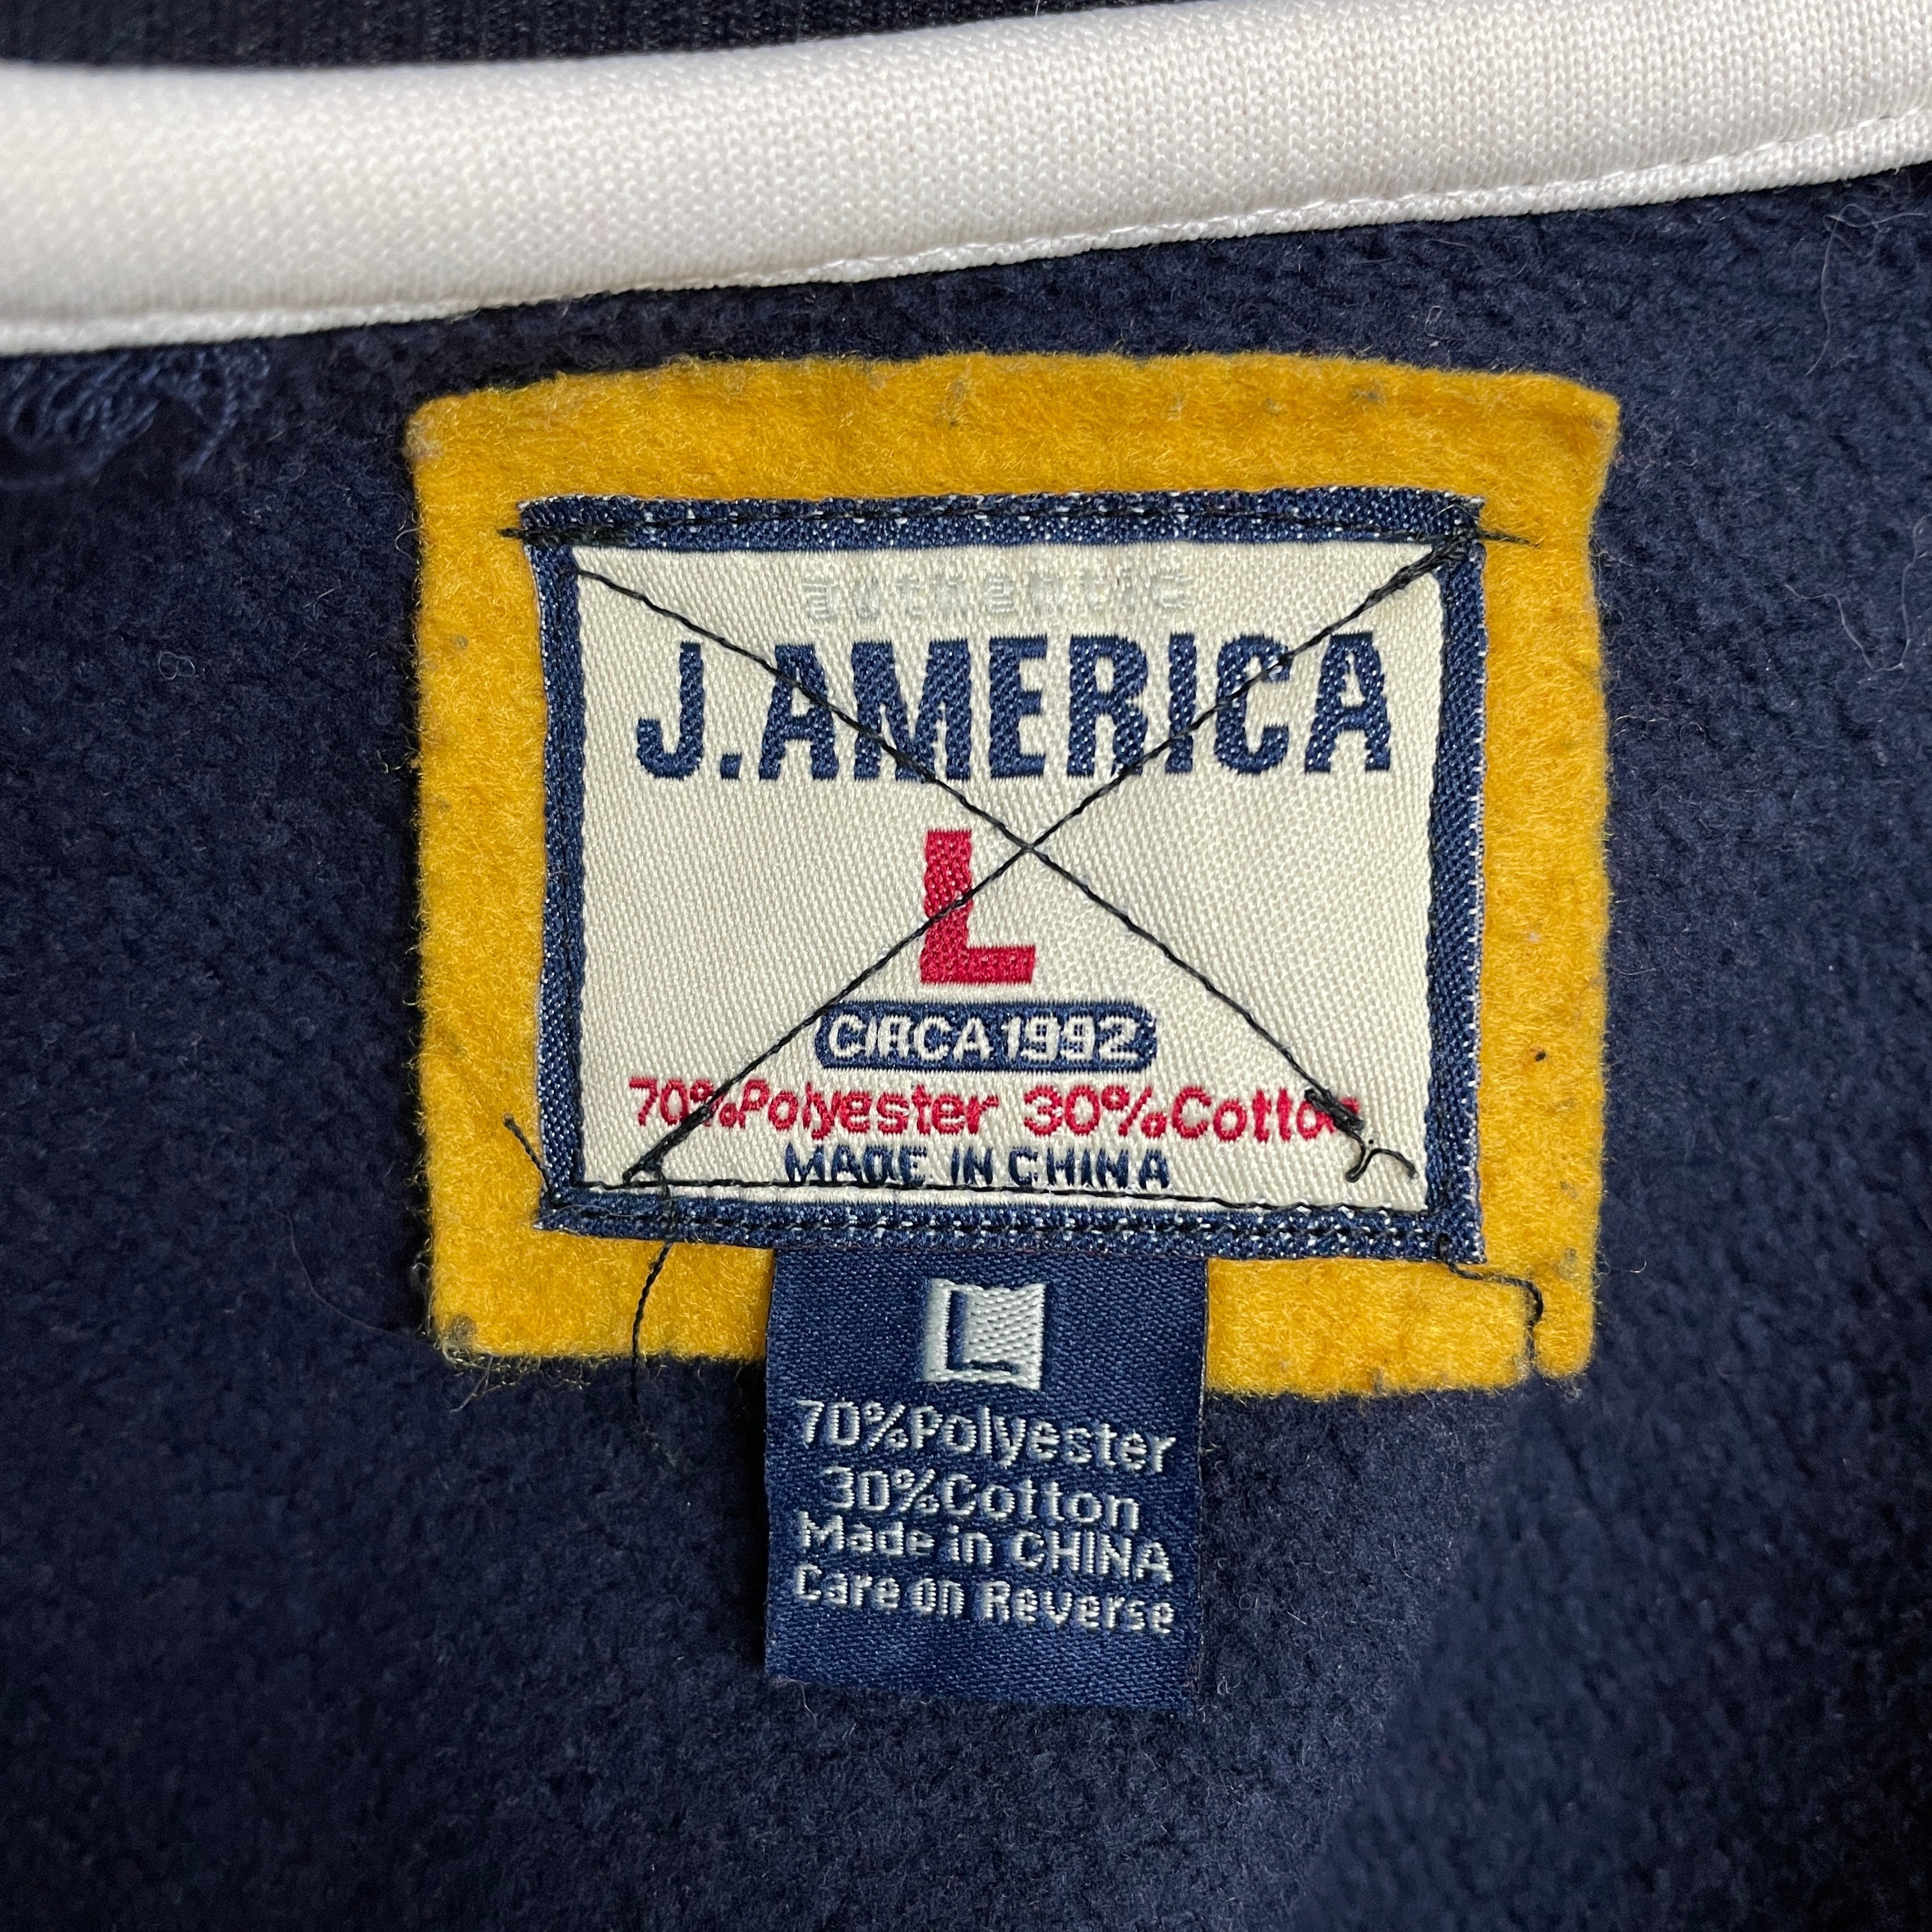 authentic
J.AMERICA
L
CIRCA 1992
70%Polyester 30%Cotton
MADE IN CHINA
L
70%Polyester
30%Cotton
Made in CHINA
Care on Reverse